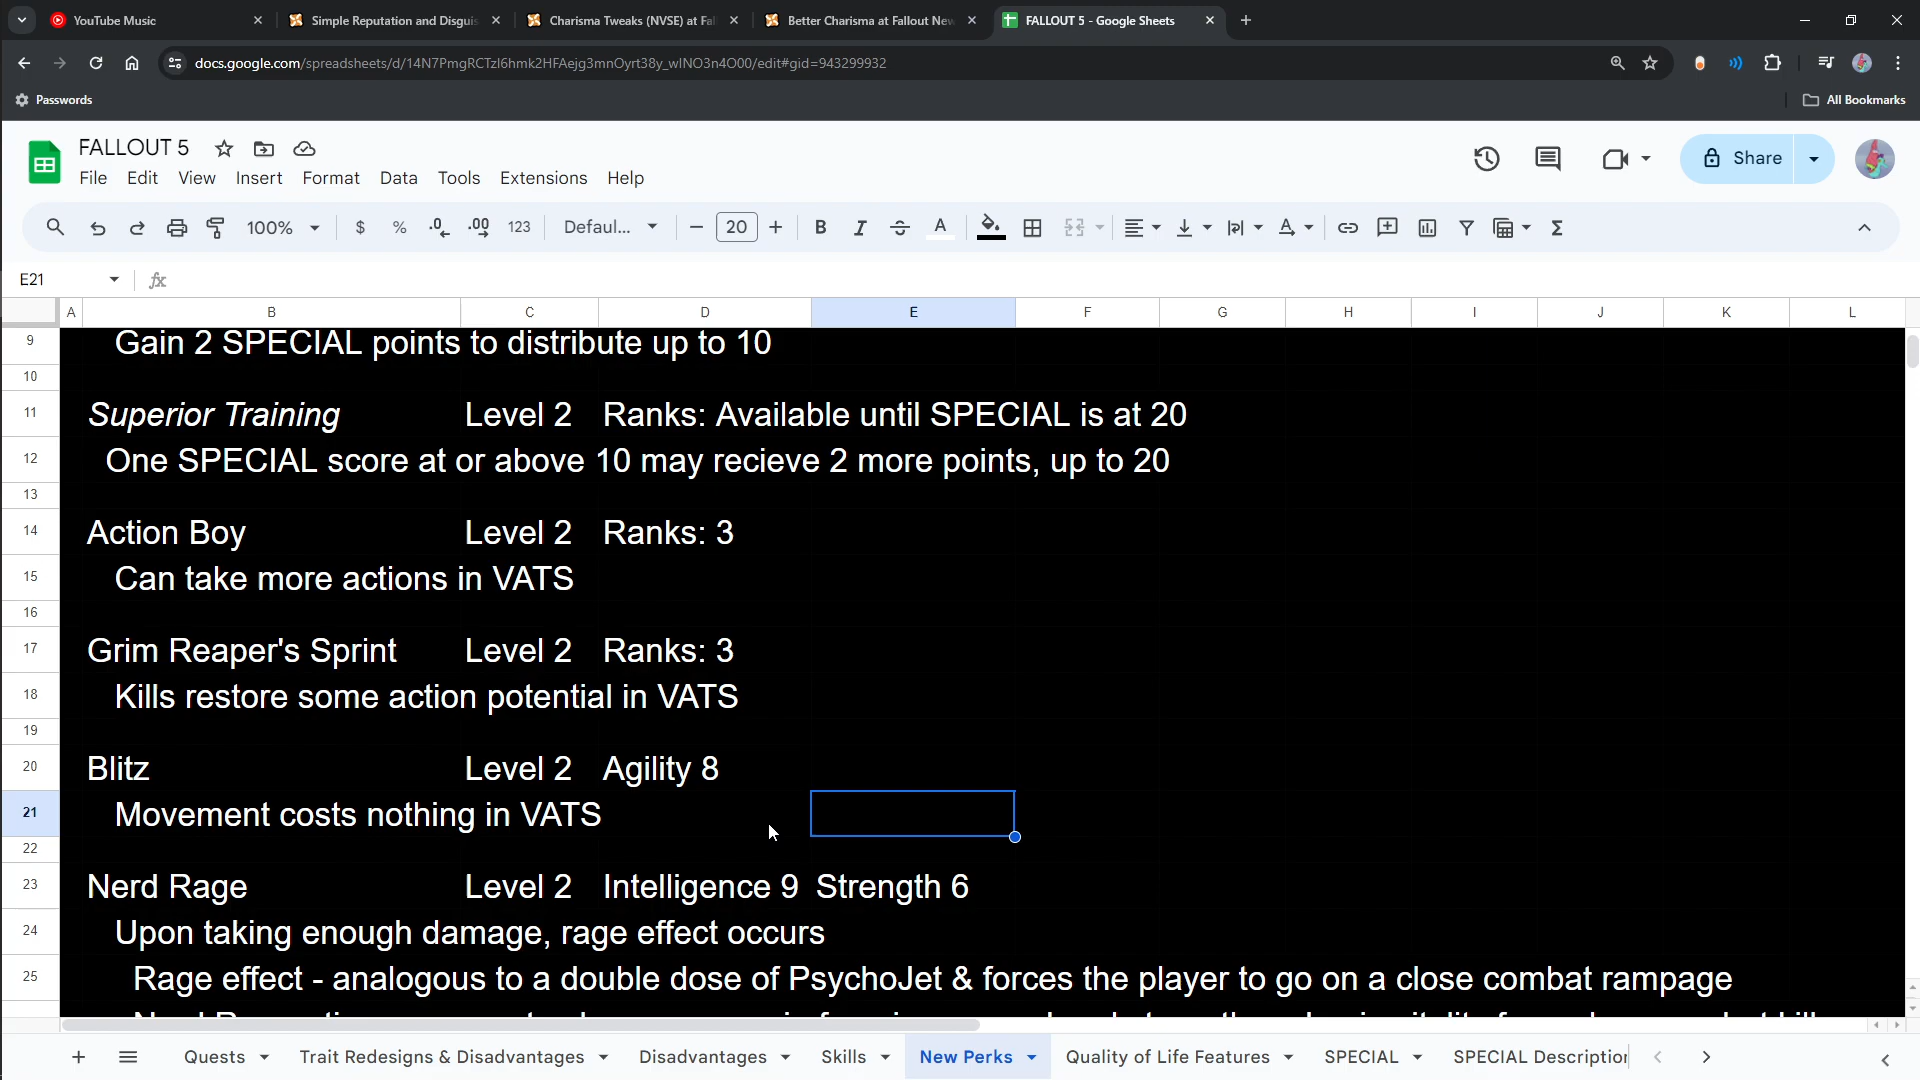 YouTube Music
Simple Reputation and Disguis
Charisma Tweaks (NVSE) at Fal
Better Charisma at Fallout New
FALLOUT 5 - Google Sheets
docs.google.com/spreadsheets/d/14N7PmgRCTzl6hmk2HFAejg3mnOyrt38y_wlNO3n4O00/edit#gid=943299932
Passwords
All Bookmarks
FALLOUT 5
File Edit View Insert Format Data Tools Extensions Help
Share
100% $ % .0 .00 123 Defaul... 20 B I S A
E21 fx
A B C D E F G H I J K L
9 Gain 2 SPECIAL points to distribute up to 10
10
11 Superior Training Level 2 Ranks: Available until SPECIAL is at 20
12 One SPECIAL score at or above 10 may recieve 2 more points, up to 20
13
14 Action Boy Level 2 Ranks: 3
15 Can take more actions in VATS
16
17 Grim Reaper's Sprint Level 2 Ranks: 3
18 Kills restore some action potential in VATS
19
20 Blitz Level 2 Agility 8
21 Movement costs nothing in VATS
22
23 Nerd Rage Level 2 Intelligence 9 Strength 6
24 Upon taking enough damage, rage effect occurs
25 Rage effect - analogous to a double dose of PsychoJet & forces the player to go on a close combat rampage
Quests Trait Redesigns & Disadvantages Disadvantages Skills New Perks Quality of Life Features SPECIAL SPECIAL Description